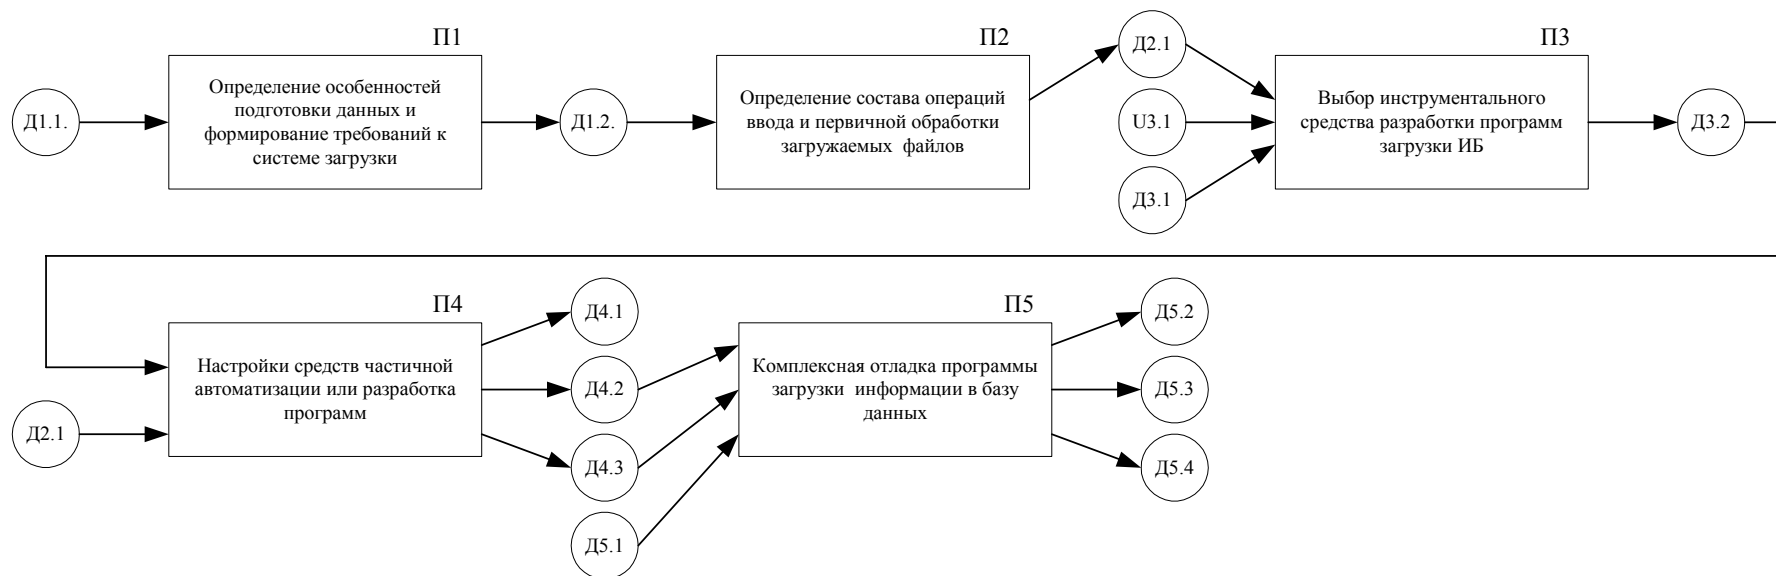 П1
П2
П3
Д1.1.
Определение особенностей
подготовки данных и
формирование требований к
системе загрузки
Д1.2.
Определение состава операций
ввода и первичной обработки
загружаемых файлов
Д2.1
U3.1
Д3.1
Выбор инструментального
средства разработки программ
загрузки ИБ
Д3.2
П4
П5
Д2.1
Настройки средств частичной
автоматизации или разработка
программ
Д4.1
Д4.2
Д4.3
Д5.1
Комплексная отладка программы
загрузки информации в базу
данных
Д5.2
Д5.3
Д5.4